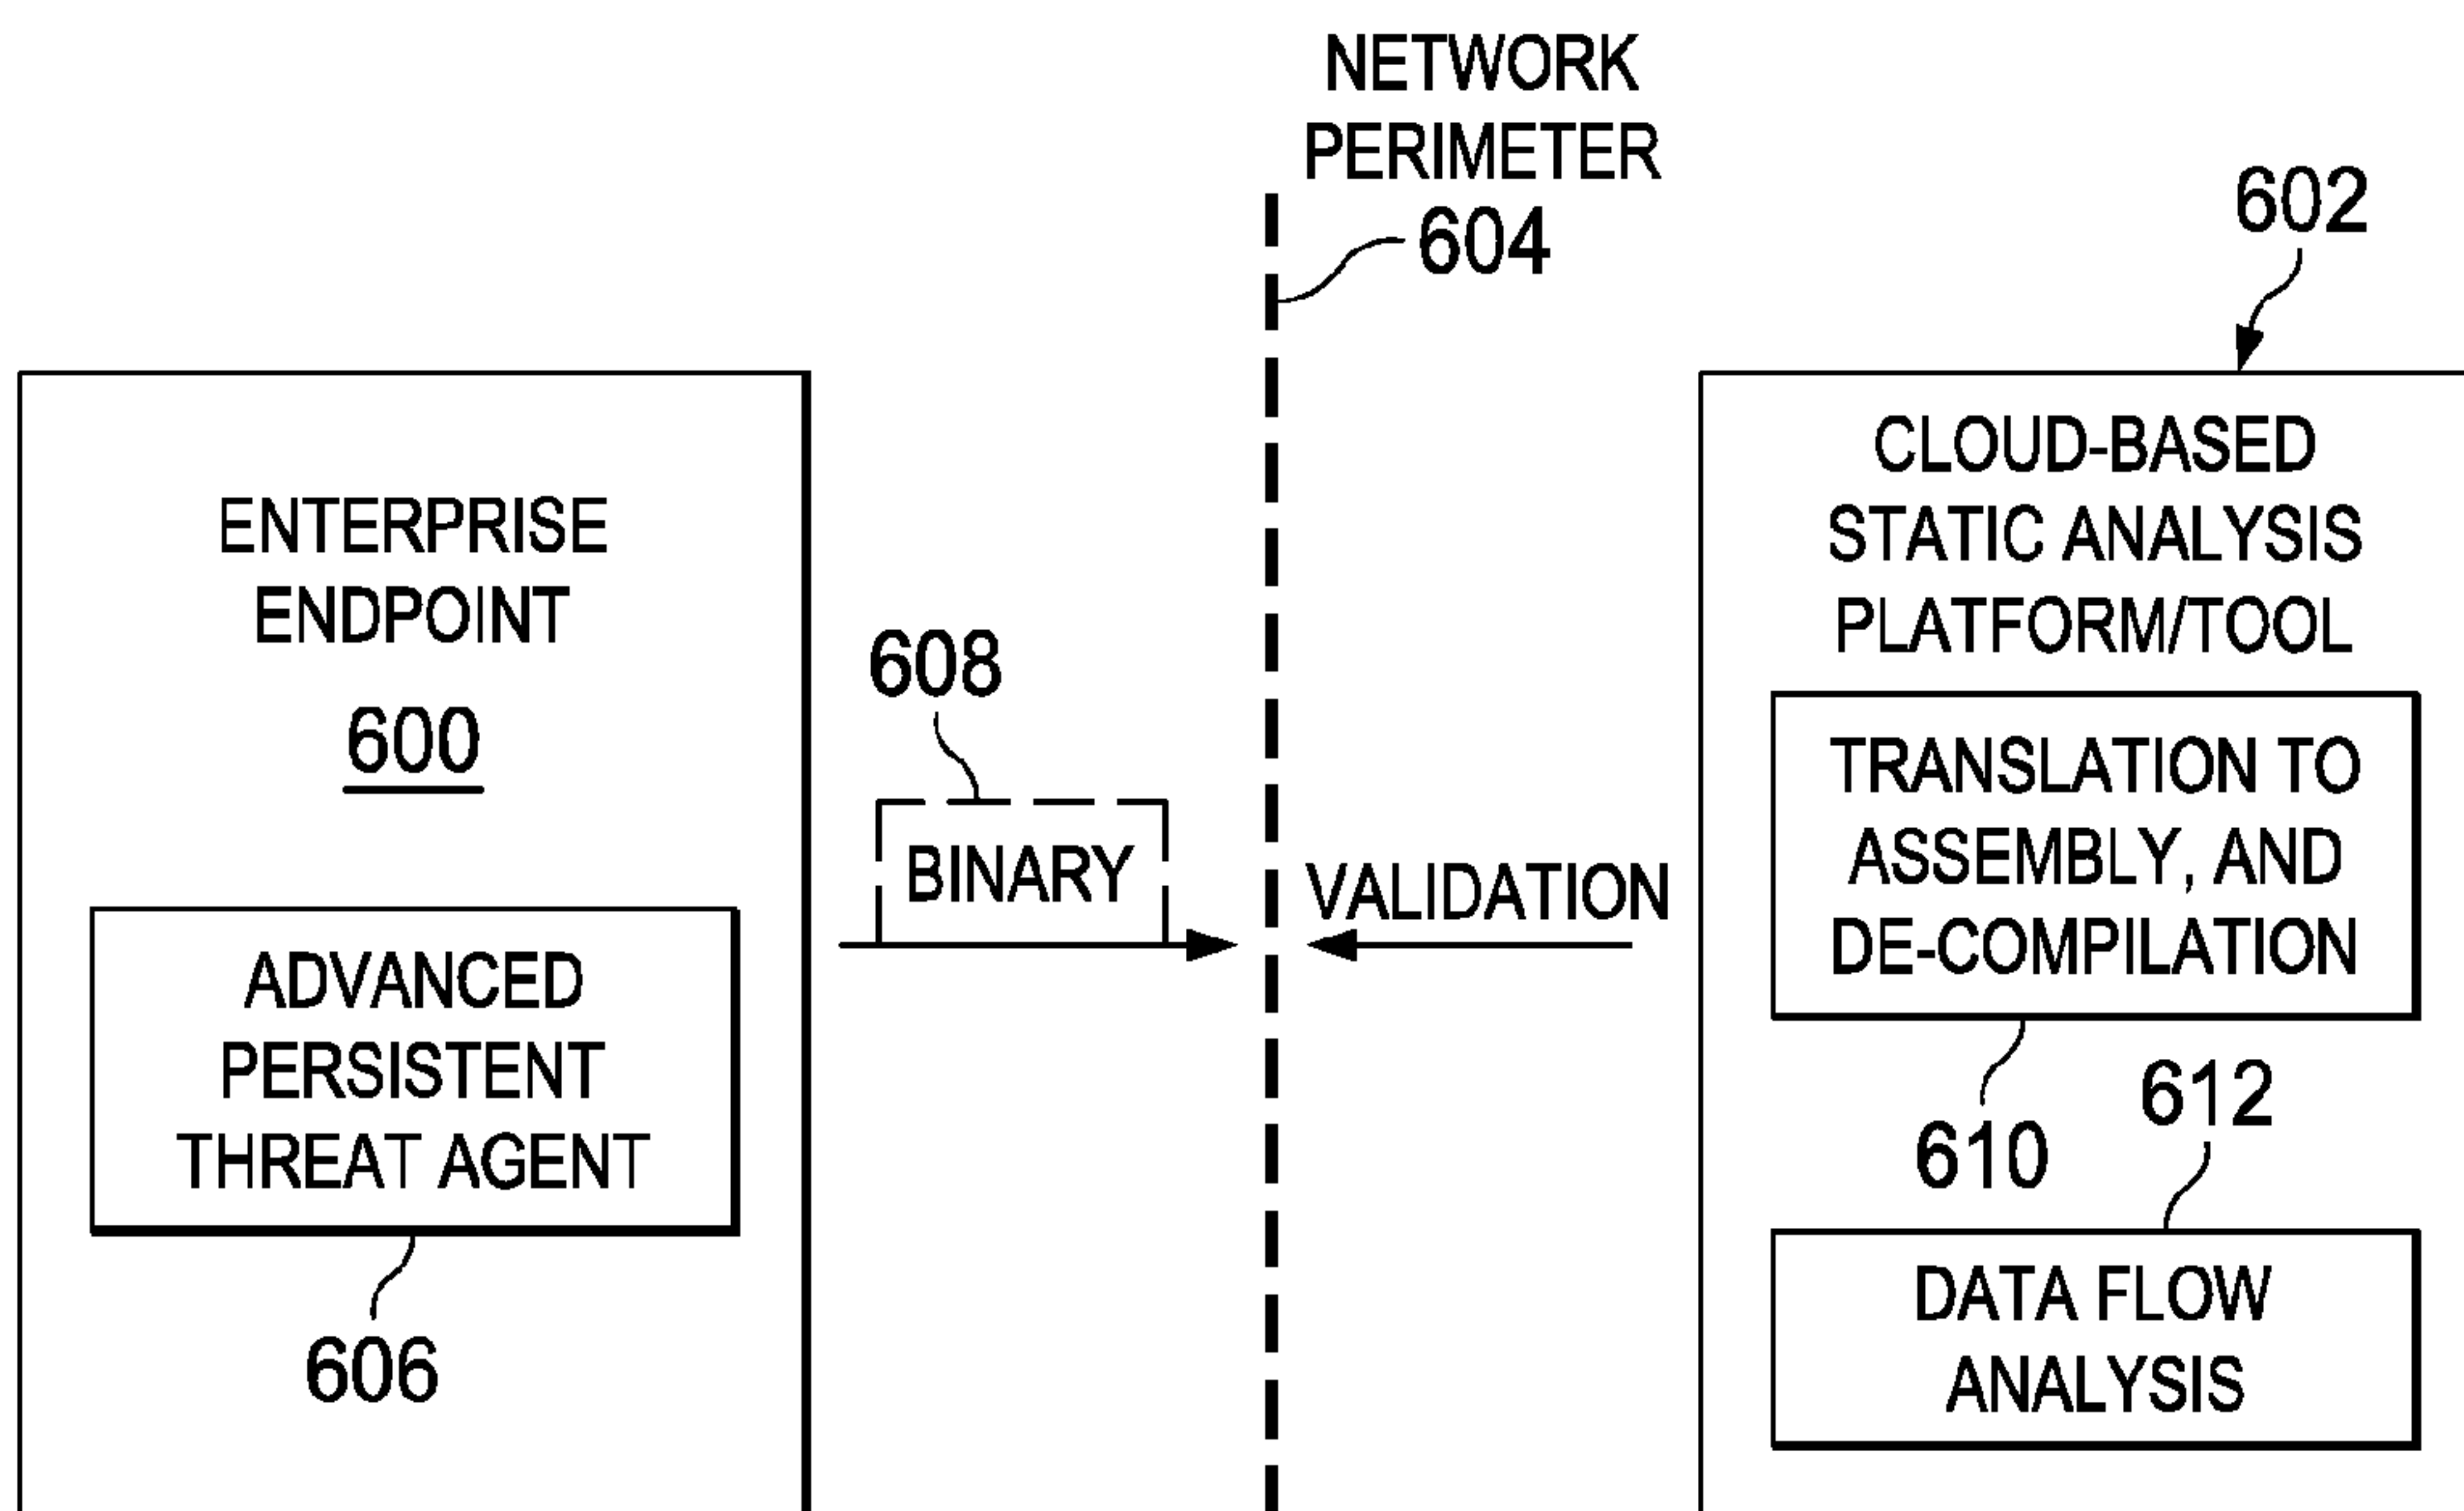 NETWORK
PERIMETER
604
602
ENTERPRISE
ENDPOINT
600
ADVANCED
PERSISTENT
THREAT AGENT
606
608
BINARY
VALIDATION
CLOUD-BASED
STATIC ANALYSIS
PLATFORM/TOOL
TRANSLATION TO
ASSEMBLY, AND
DE-COMPILATION
610
612
DATA FLOW
ANALYSIS